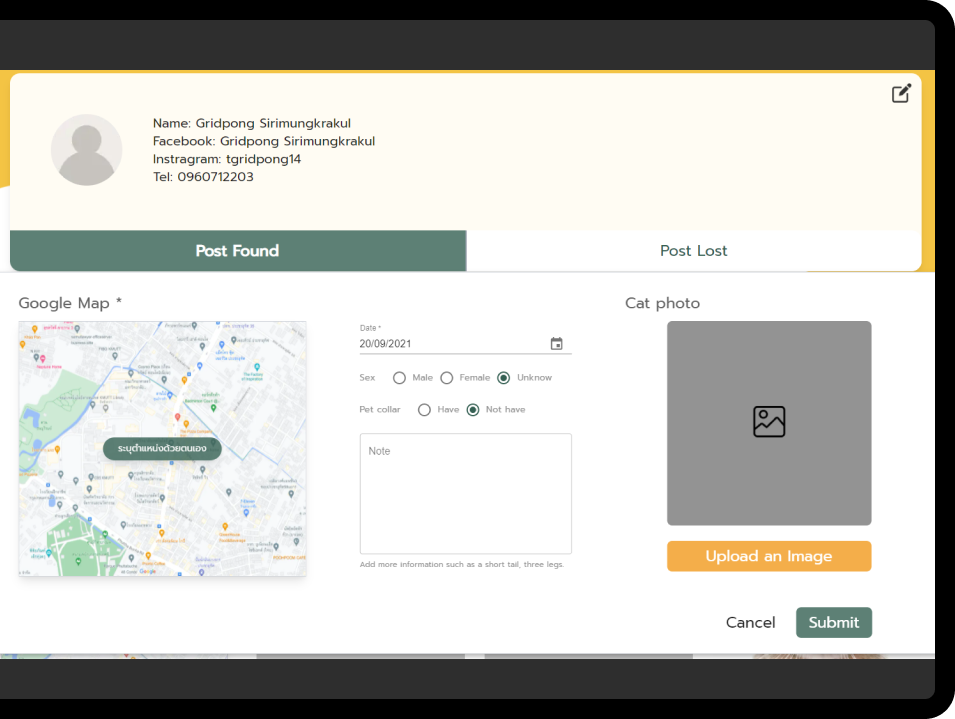 Name: Gridpong Sirimungkrakul
Facebook: Gridpong Sirimungkrakul
Instragram: tgridpong14
Tel: 0960712203
Post Found
Post Lost
Google Map *
ระบุตำแหน่งด้วยตนเอง
Date *
20/09/2021
Sex Male Female Unknow
Pet collar Have Not have
Note
Add more information such as a short tail, three legs.
Cat photo
Upload an Image
Cancel
Submit